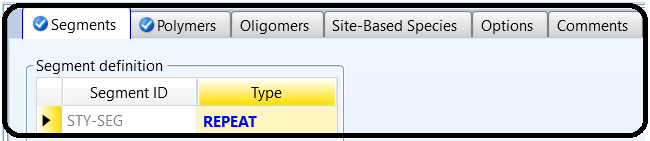 Segments Polymers Oligomers Site-Based Species Options Comments
Segment definition
Segment ID Type
STY-SEG REPEAT